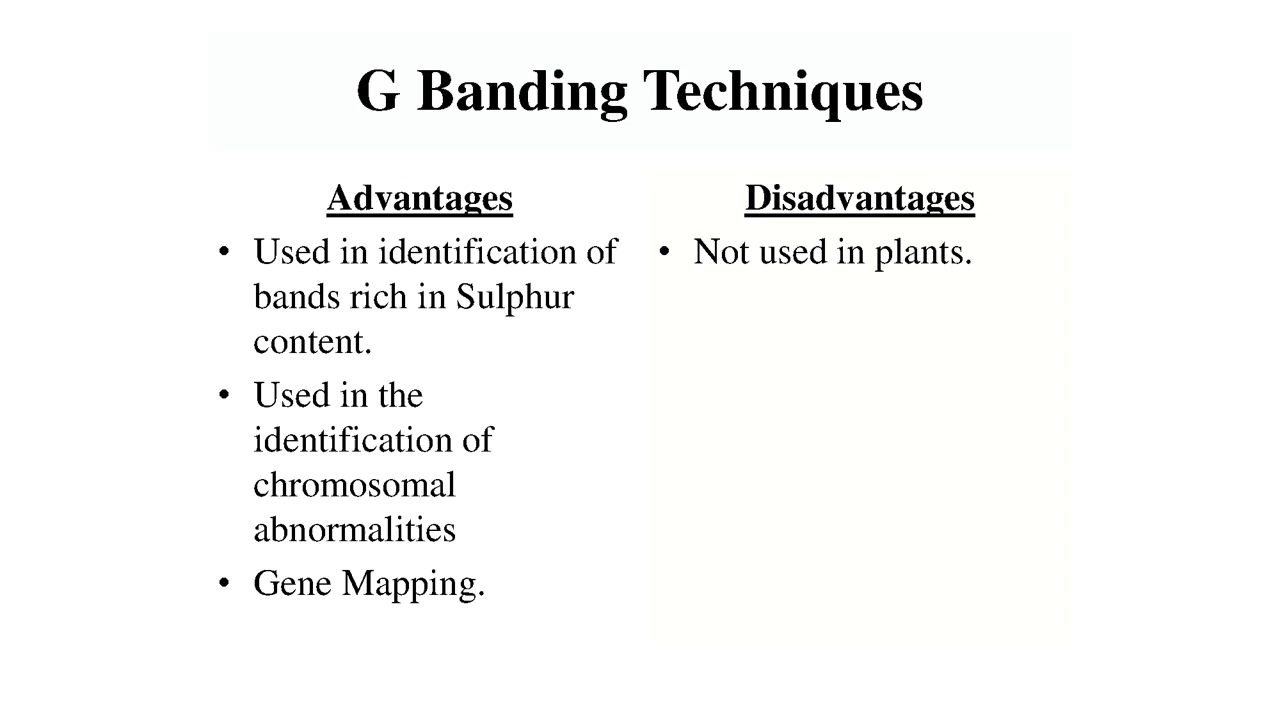 G Banding Techniques
Advantages
• Used in identification of
bands rich in Sulphur
content.
• Used in the
identification of
chromosomal
abnormalities
• Gene Mapping.
Disadvantages
• Not used in plants.